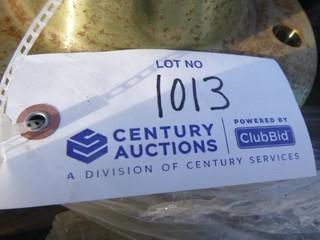 LOT NO
1013
CENTURY AUCTIONS
POWERED BY
ClubBid
A DIVISION OF CENTURY SERVICES